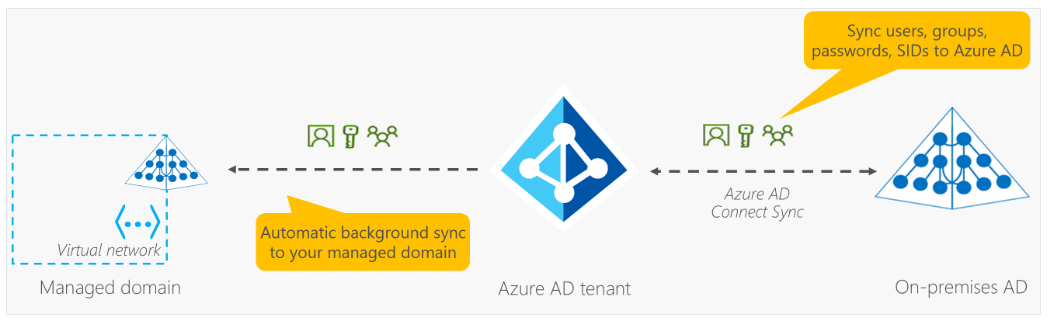 Sync users, groups,
passwords, SIDs to Azure AD
Azure AD
Connect Sync
Automatic background sync
to your managed domain
Virtual network
Managed domain
Azure AD tenant
On-premises AD